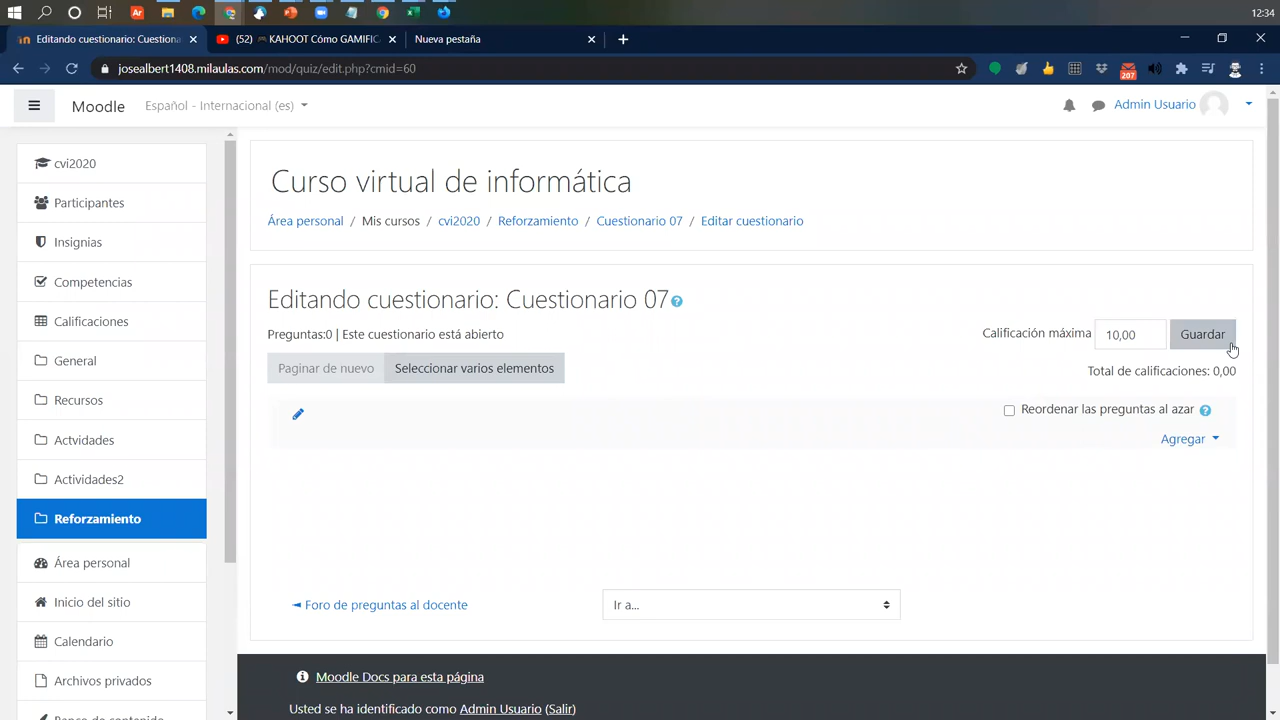 12:34
Editando cuestionario: Cuestiona
(52) 🎮KAHOOT Cómo GAMIFIC
Nueva pestaña
josealbert1408.milaulas.com/mod/quiz/edit.php?cmid=60
207
Moodle
Español - Internacional (es)
Admin Usuario
cvi2020
Participantes
Insignias
Competencias
Calificaciones
General
Recursos
Actvidades
Actividades2
Reforzamiento
Área personal
Inicio del sitio
Calendario
Archivos privados
Banco de contenido
Curso virtual de informática
Área personal / Mis cursos / cvi2020 / Reforzamiento / Cuestionario 07 / Editar cuestionario
Editando cuestionario: Cuestionario 07
Preguntas:0 | Este cuestionario está abierto
Calificación máxima 10,00 Guardar
Paginar de nuevo Seleccionar varios elementos
Total de calificaciones: 0,00
Reordenar las preguntas al azar
Agregar
◄ Foro de preguntas al docente
Ir a...
Moodle Docs para esta página
Usted se ha identificado como Admin Usuario (Salir)